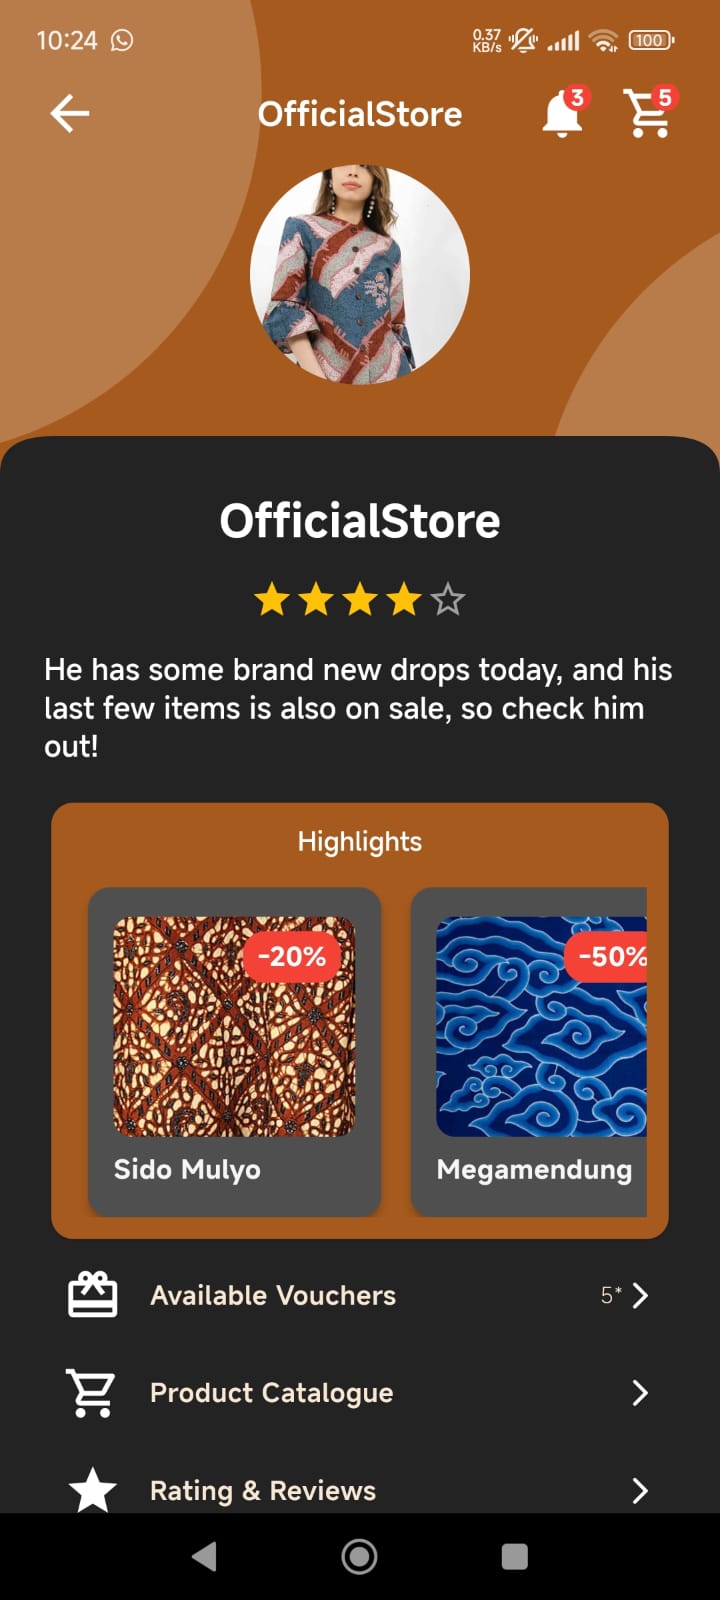 10:24
0.37
KB/s
100
OfficialStore
3
5
OfficialStore
He has some brand new drops today, and his
last few items is also on sale, so check him
out!
Highlights
-20%
-50%
Sido Mulyo
Megamendung
Available Vouchers
5*
Product Catalogue
Rating & Reviews